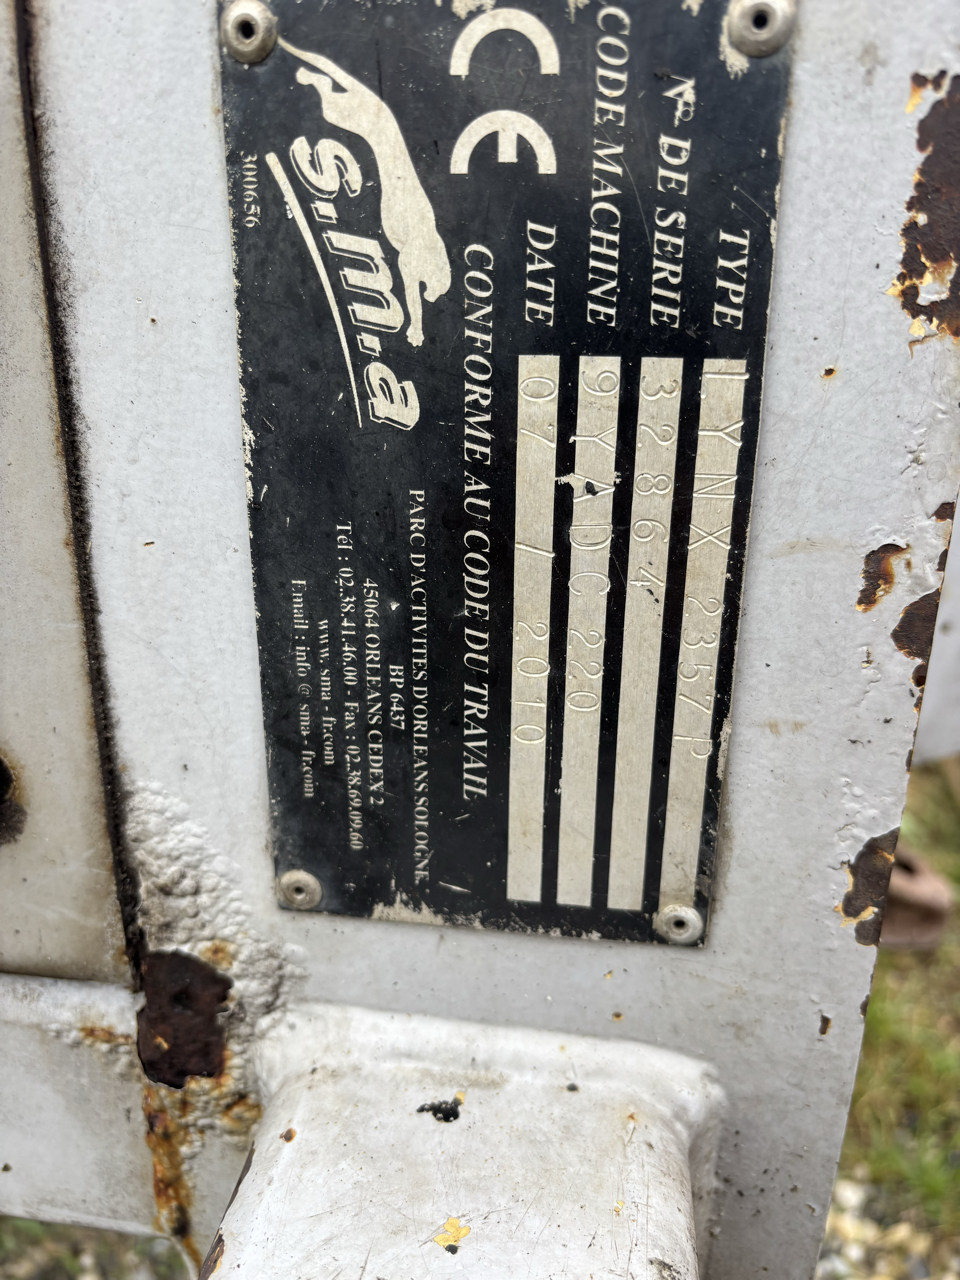 TYPE LYNX 2357P
N° DE SERIE 32864
CODE MACHINE 9YADC220
DATE 07/2010
CE
CONFORME AU CODE DU TRAVAIL
s.m.a
PARC D'ACTIVITES D'ORLEANS SOLOGNE
BP 6437
45064 ORLEANS CEDEX 2
Tél : 02.38.41.46.00 - Fax : 02.38.69.09.60
www.sma - fr.com
Email : info @ sma - fr.com
300656